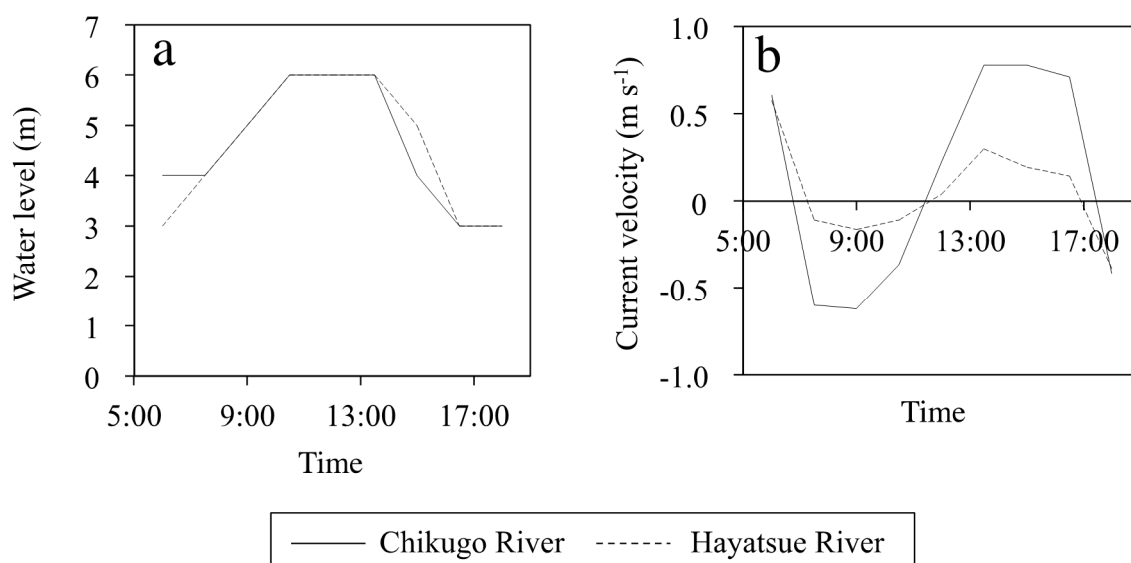 a
7
6
5
4
3
2
1
0
Water level (m)
5:00 9:00 13:00 17:00
Time
b
1.0
0.5
0
-0.5
-1.0
Current velocity (m s-1)
5:00 9:00 13:00 17:00
Time
Chikugo River Hayatsue River